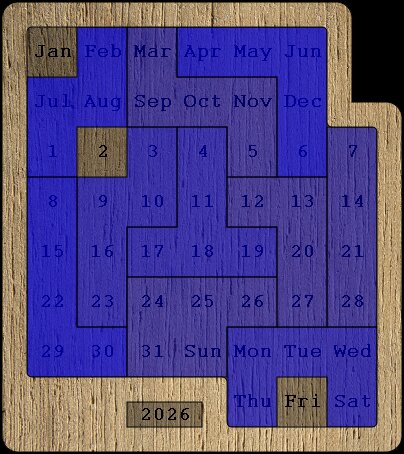 Jan Feb Mar Apr May Jun
Jul Aug Sep Oct Nov Dec
1 2 3 4 5 6 7
8 9 10 11 12 13 14
15 16 17 18 19 20 21
22 23 24 25 26 27 28
29 30 31 Sun Mon Tue Wed
Thu Fri Sat
2026